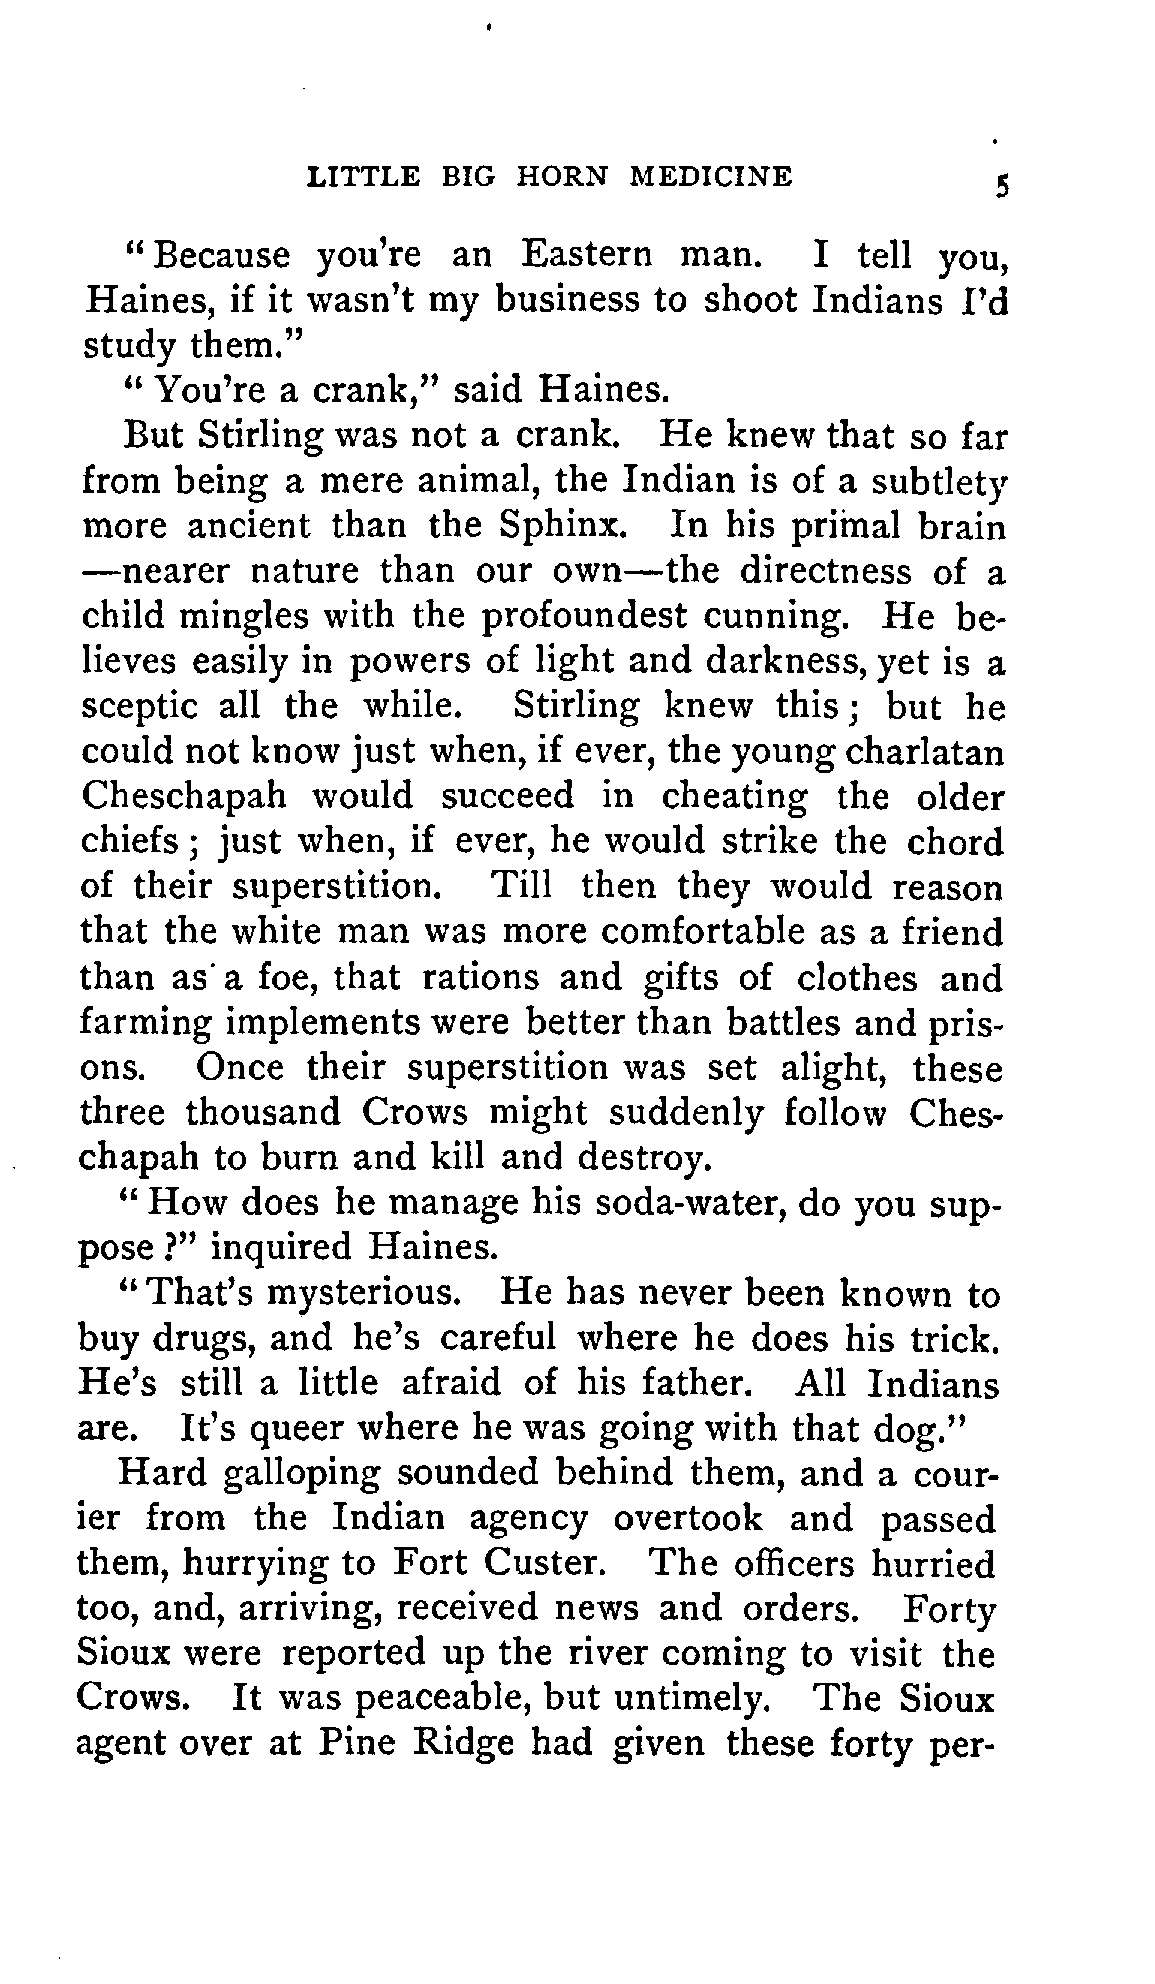 LITTLE BIG HORN MEDICINE 5
" Because you're an Eastern man. I tell you,
Haines, if it wasn't my business to shoot Indians I'd
study them."
" You're a crank," said Haines.
But Stirling was not a crank. He knew that so far
from being a mere animal, the Indian is of a subtlety
more ancient than the Sphinx. In his primal brain
—nearer nature than our own—the directness of a
child mingles with the profoundest cunning. He be-
lieves easily in powers of light and darkness, yet is a
sceptic all the while. Stirling knew this ; but he
could not know just when, if ever, the young charlatan
Cheschapah would succeed in cheating the older
chiefs ; just when, if ever, he would strike the chord
of their superstition. Till then they would reason
that the white man was more comfortable as a friend
than as a foe, that rations and gifts of clothes and
farming implements were better than battles and pris-
ons. Once their superstition was set alight, these
three thousand Crows might suddenly follow Ches-
chapah to burn and kill and destroy.
" How does he manage his soda-water, do you sup-
pose ?" inquired Haines.
" That's mysterious. He has never been known to
buy drugs, and he's careful where he does his trick.
He's still a little afraid of his father. All Indians
are. It's queer where he was going with that dog."
Hard galloping sounded behind them, and a cour-
ier from the Indian agency overtook and passed
them, hurrying to Fort Custer. The officers hurried
too, and, arriving, received news and orders. Forty
Sioux were reported up the river coming to visit the
Crows. It was peaceable, but untimely. The Sioux
agent over at Pine Ridge had given these forty per-